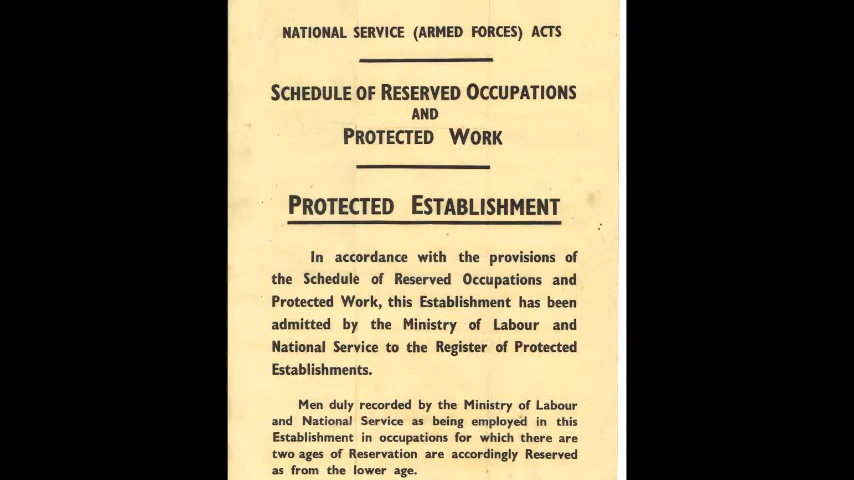 NATIONAL SERVICE (ARMED FORCES) ACTS
SCHEDULE OF RESERVED OCCUPATIONS
AND
PROTECTED WORK
PROTECTED ESTABLISHMENT
In accordance with the provisions of
the Schedule of Reserved Occupations and
Protected Work, this Establishment has been
admitted by the Ministry of Labour and
National Service to the Register of Protected
Establishments.
Men duly recorded by the Ministry of Labour
and National Service as being employed in this
Establishment in occupations for which there are
two ages of Reservation are accordingly Reserved
as from the lower age.